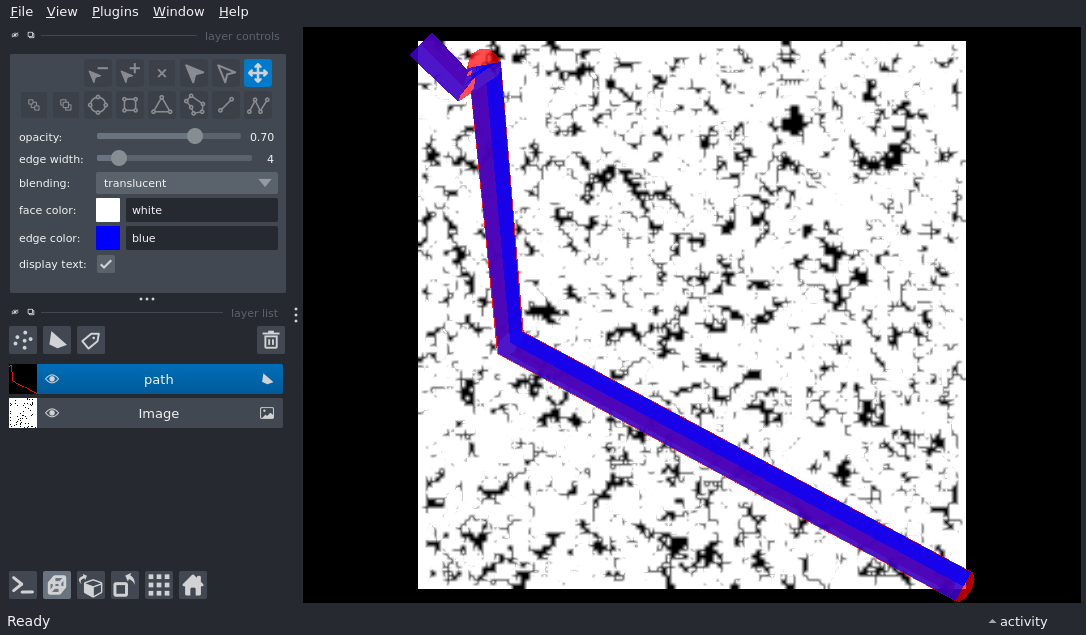 File View Plugins Window Help
layer controls
opacity: 0.70
edge width: 4
blending: translucent
face color: white
edge color: blue
display text:
layer list
path
Image
Ready
activity